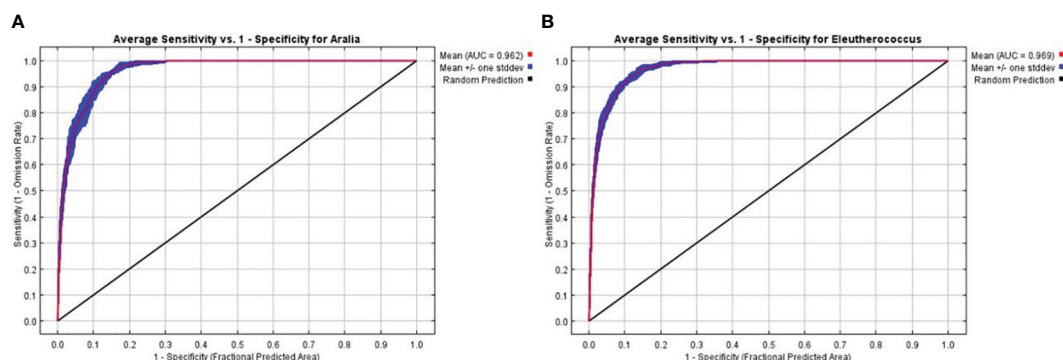 A
Average Sensitivity vs. 1 - Specificity for Aralia
Mean (AUC = 0.962)
Mean +/- one stddev
Random Prediction
1.0
0.9
0.8
0.7
0.6
0.5
0.4
0.3
0.2
0.1
0.0
Sensitivity (1 - Omission Rate)
0.0 0.1 0.2 0.3 0.4 0.5 0.6 0.7 0.8 0.9 1.0
1 - Specificity (Fractional Predicted Area)
B
Average Sensitivity vs. 1 - Specificity for Eleutherococcus
Mean (AUC = 0.969)
Mean +/- one stddev
Random Prediction
1.0
0.9
0.8
0.7
0.6
0.5
0.4
0.3
0.2
0.1
0.0
Sensitivity (1 - Omission Rate)
0.0 0.1 0.2 0.3 0.4 0.5 0.6 0.7 0.8 0.9 1.0
1 - Specificity (Fractional Predicted Area)